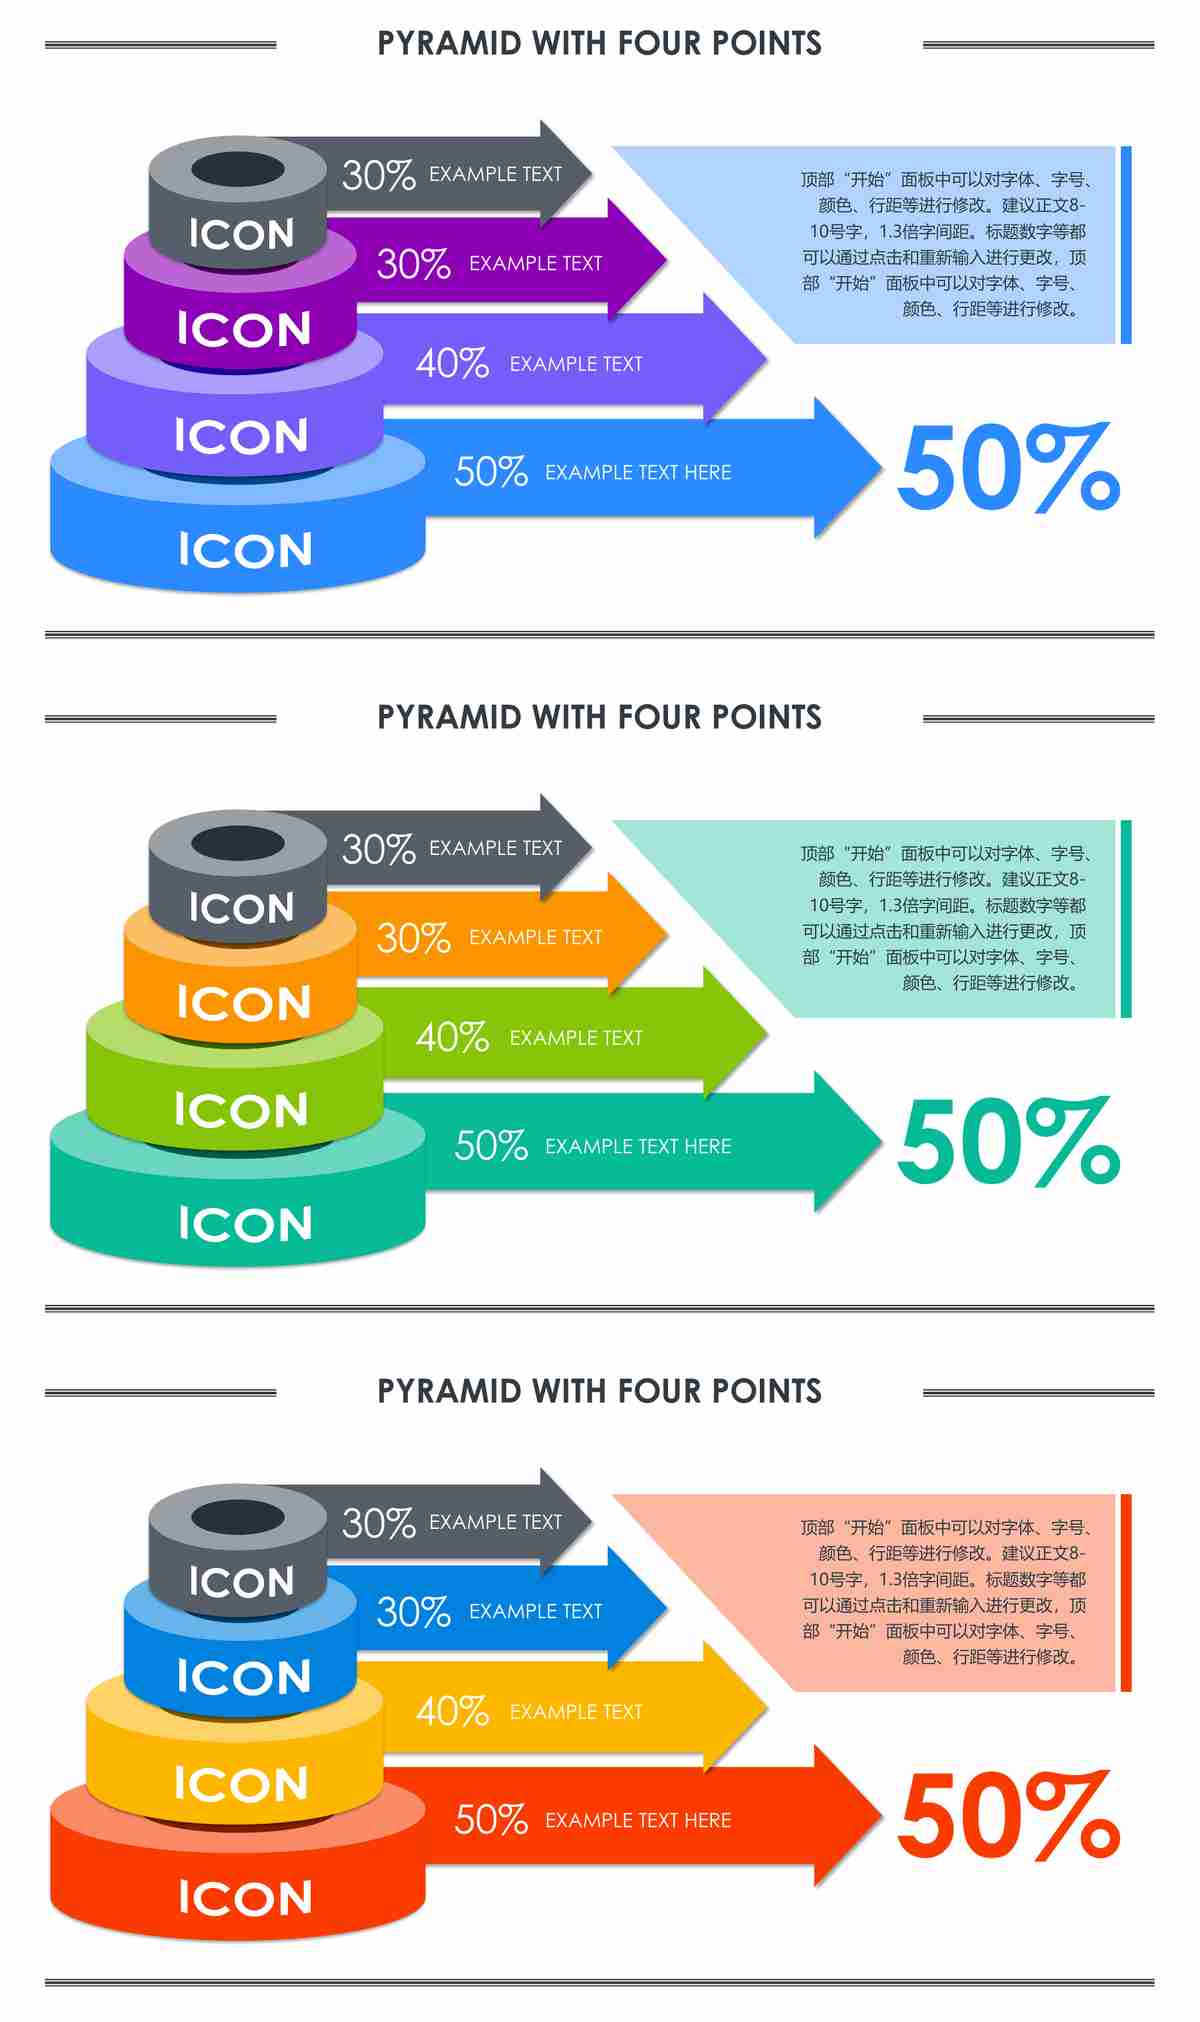 PYRAMID WITH FOUR POINTS
30% EXAMPLE TEXT
ICON
30% EXAMPLE TEXT
ICON
40% EXAMPLE TEXT
ICON
50% EXAMPLE TEXT HERE
ICON
顶部“开始”面板中可以对字体、字号、
颜色、行距等进行修改。建议正文8-
10号字，1.3倍字间距。标题数字等都
可以通过点击和重新输入进行更改，顶
部“开始”面板中可以对字体、字号、
颜色、行距等进行修改。
50%
PYRAMID WITH FOUR POINTS
30% EXAMPLE TEXT
ICON
30% EXAMPLE TEXT
ICON
40% EXAMPLE TEXT
ICON
50% EXAMPLE TEXT HERE
ICON
顶部“开始”面板中可以对字体、字号、
颜色、行距等进行修改。建议正文8-
10号字，1.3倍字间距。标题数字等都
可以通过点击和重新输入进行更改，顶
部“开始”面板中可以对字体、字号、
颜色、行距等进行修改。
50%
PYRAMID WITH FOUR POINTS
30% EXAMPLE TEXT
ICON
30% EXAMPLE TEXT
ICON
40% EXAMPLE TEXT
ICON
50% EXAMPLE TEXT HERE
ICON
顶部“开始”面板中可以对字体、字号、
颜色、行距等进行修改。建议正文8-
10号字，1.3倍字间距。标题数字等都
可以通过点击和重新输入进行更改，顶
部“开始”面板中可以对字体、字号、
颜色、行距等进行修改。
50%